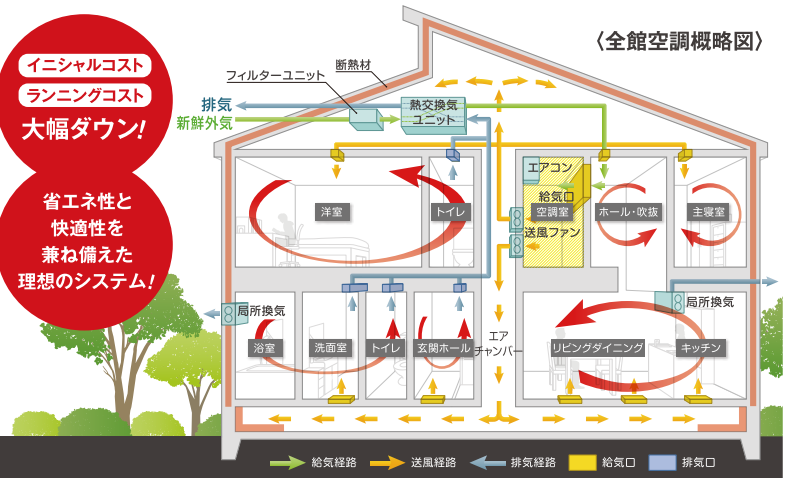 イニシャルコスト
ランニングコスト
大幅ダウン!
省エネ性と
快適性を
兼ね備えた
理想のシステム!
〈全館空調概略図〉
断熱材
フィルターユニット
排気
新鮮外気
熱交換気
ユニット
エアコン
給気口
洋室
トイレ
空調室
ホール・吹抜
主寝室
送風ファン
局所換気
局所換気
エア
チャンバー
浴室
洗面室
トイレ
玄関ホール
リビングダイニング
キッチン
給気経路
送風経路
排気経路
給気口
排気口